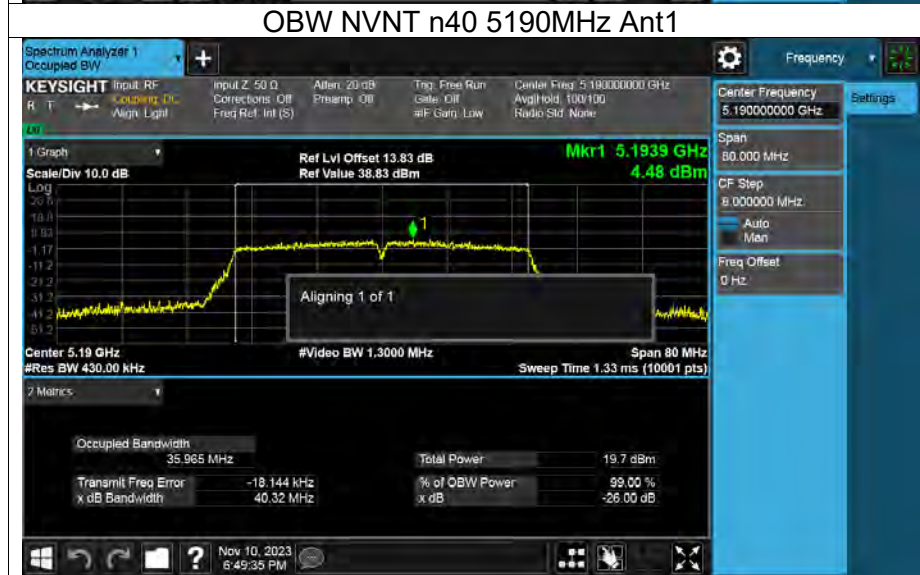 OBW NVNT n40 5190MHz Ant1
Spectrum Analyzer 1
Occupied BW
+
Frequency
KEYSIGHT Input: RF
R T
Coupling: DC
Align: Light
Input Z: 50 Ω
Corrections: Off
Freq Ref: Int (S)
Atten: 20 dB
Preamp: Off
Trig: Free Run
Gate: Off
#IF Gain: Low
Center Freq: 5.190000000 GHz
Avg|Hold: 100/100
Radio Std: None
Center Frequency
5.190000000 GHz
Settings
Span
80.000 MHz
CF Step
8.000000 MHz
Auto
Man
Freq Offset
0 Hz
1 Graph
Scale/Div 10.0 dB
Ref Lvl Offset 13.83 dB
Ref Value 38.83 dBm
Mkr1 5.1939 GHz
4.48 dBm
Log
28.8
18.8
8.83
-1.17
-11.2
-21.2
-31.2
-41.2
-51.2
1
Aligning 1 of 1
Center 5.19 GHz
#Res BW 430.00 kHz
#Video BW 1.3000 MHz
Span 80 MHz
Sweep Time 1.33 ms (10001 pts)
2 Metrics
Occupied Bandwidth
35.965 MHz
Total Power 19.7 dBm
Transmit Freq Error -18.144 kHz
% of OBW Power 99.00 %
x dB Bandwidth 40.32 MHz
x dB -26.00 dB
?
Nov 10, 2023
6:49:35 PM